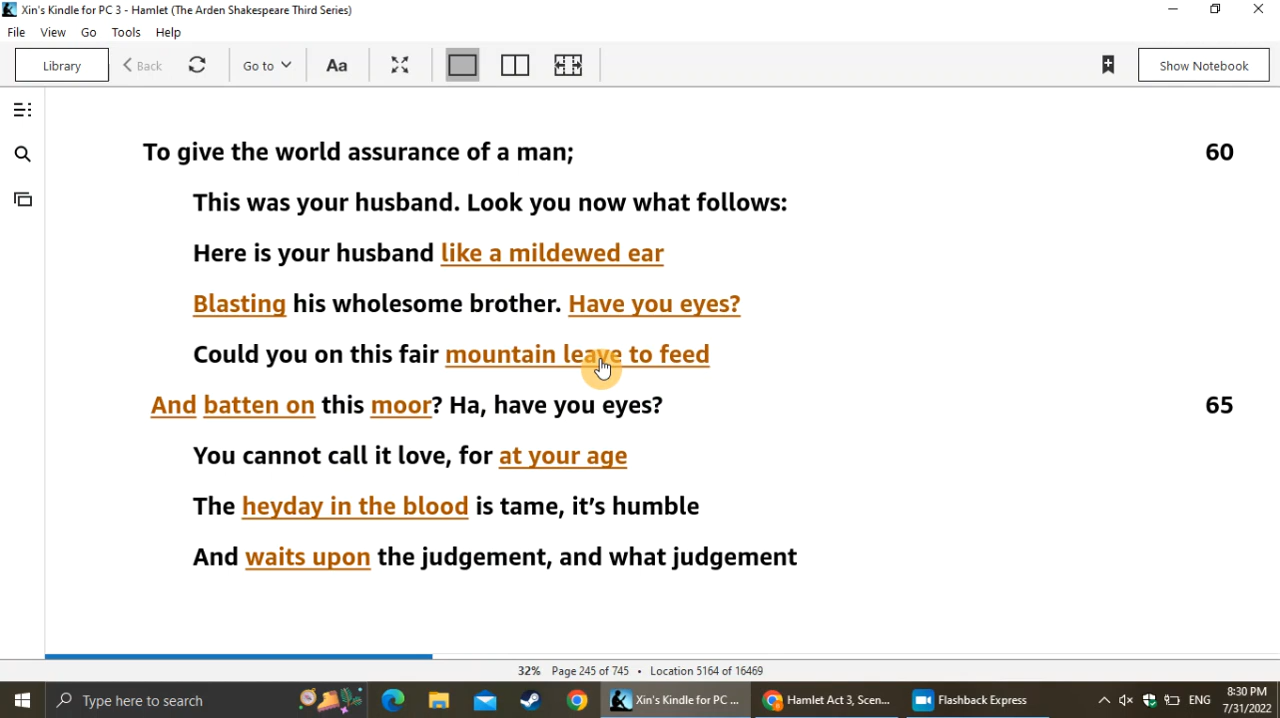 Xin's Kindle for PC 3 - Hamlet (The Arden Shakespeare Third Series)
File View Go Tools Help
Library Back Go to Aa Show Notebook
To give the world assurance of a man; 60
This was your husband. Look you now what follows:
Here is your husband like a mildewed ear
Blasting his wholesome brother. Have you eyes?
Could you on this fair mountain leave to feed
And batten on this moor? Ha, have you eyes? 65
You cannot call it love, for at your age
The heyday in the blood is tame, it's humble
And waits upon the judgement, and what judgement
32% Page 245 of 745 • Location 5164 of 16469
Type here to search Xin's Kindle for PC ... Hamlet Act 3, Scen... Flashback Express ENG 8:30 PM
7/31/2022